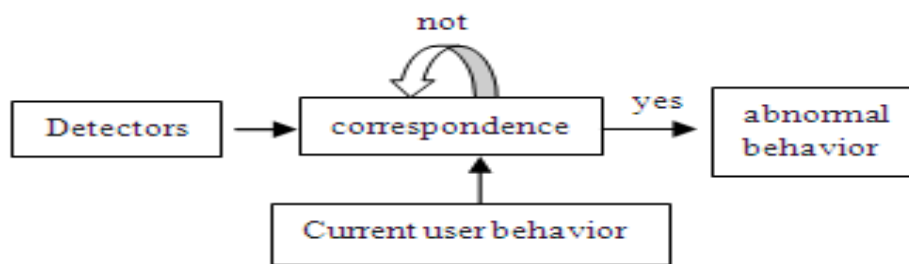 not
Detectors
correspondence
yes
abnormal
behavior
Current user behavior